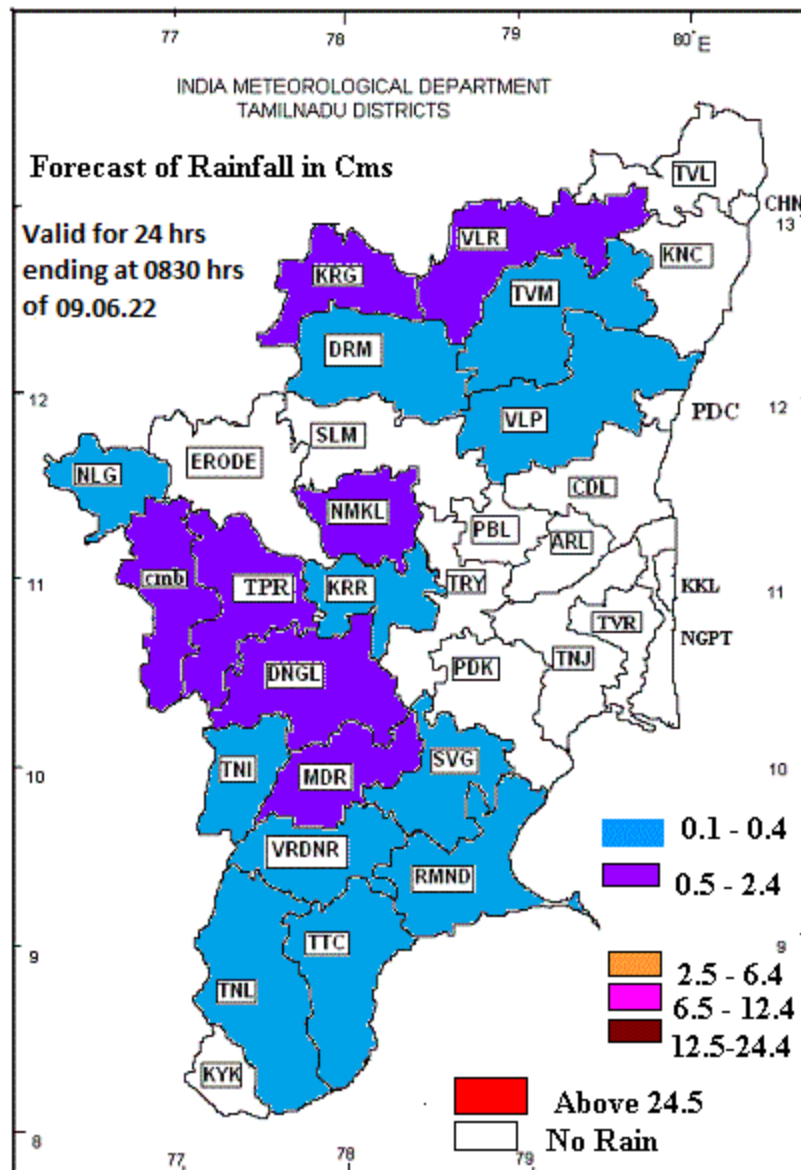 77 78 79 80°E
INDIA METEOROLOGICAL DEPARTMENT
TAMILNADU DISTRICTS
Forecast of Rainfall in Cms
Valid for 24 hrs
ending at 0830 hrs
of 09.06.22
TVL
CHN
13
VLR
KNC
KRG
TVM
DRM
12
12
PDC
VLP
SLM
ERODE
NLG
CDL
NMKL
PBL
ARL
11
cmb
TPR
KRR
TRY
KKL
11
TVR
NGPT
DNGL
PDK
TNJ
10
TNI
MDR
SVG
10
0.1 - 0.4
VRDNR
RMND
0.5 - 2.4
9
TTC
9
2.5 - 6.4
TNL
6.5 - 12.4
12.5-24.4
KYK
Above 24.5
No Rain
8
77 78 79